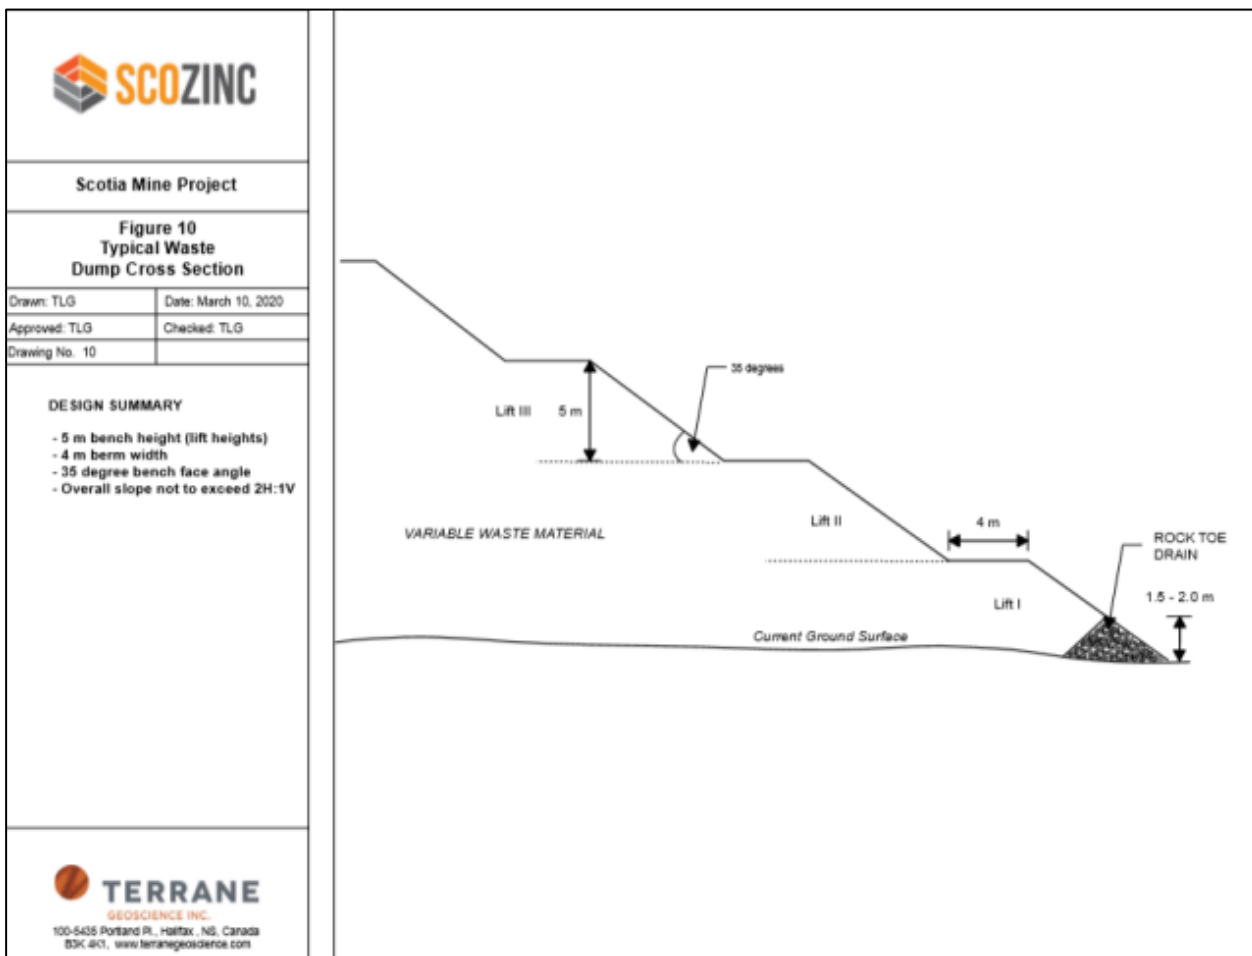 SCOZINC
Scotia Mine Project
Figure 10
Typical Waste
Dump Cross Section
Drawn: TLG
Date: March 10, 2020
Approved: TLG
Checked: TLG
Drawing No. 10
DESIGN SUMMARY
- 5 m bench height (lift heights)
- 4 m berm width
- 35 degree bench face angle
- Overall slope not to exceed 2H:1V
35 degrees
Lift III
5 m
VARIABLE WASTE MATERIAL
Lift II
4 m
ROCK TOE
DRAIN
1.5 - 2.0 m
Lift I
Current Ground Surface
TERRANE
GEOSCIENCE INC.
100-5435 Portland Pl., Halifax , NS, Canada
B3K 4K1, www.terranegeoscience.com